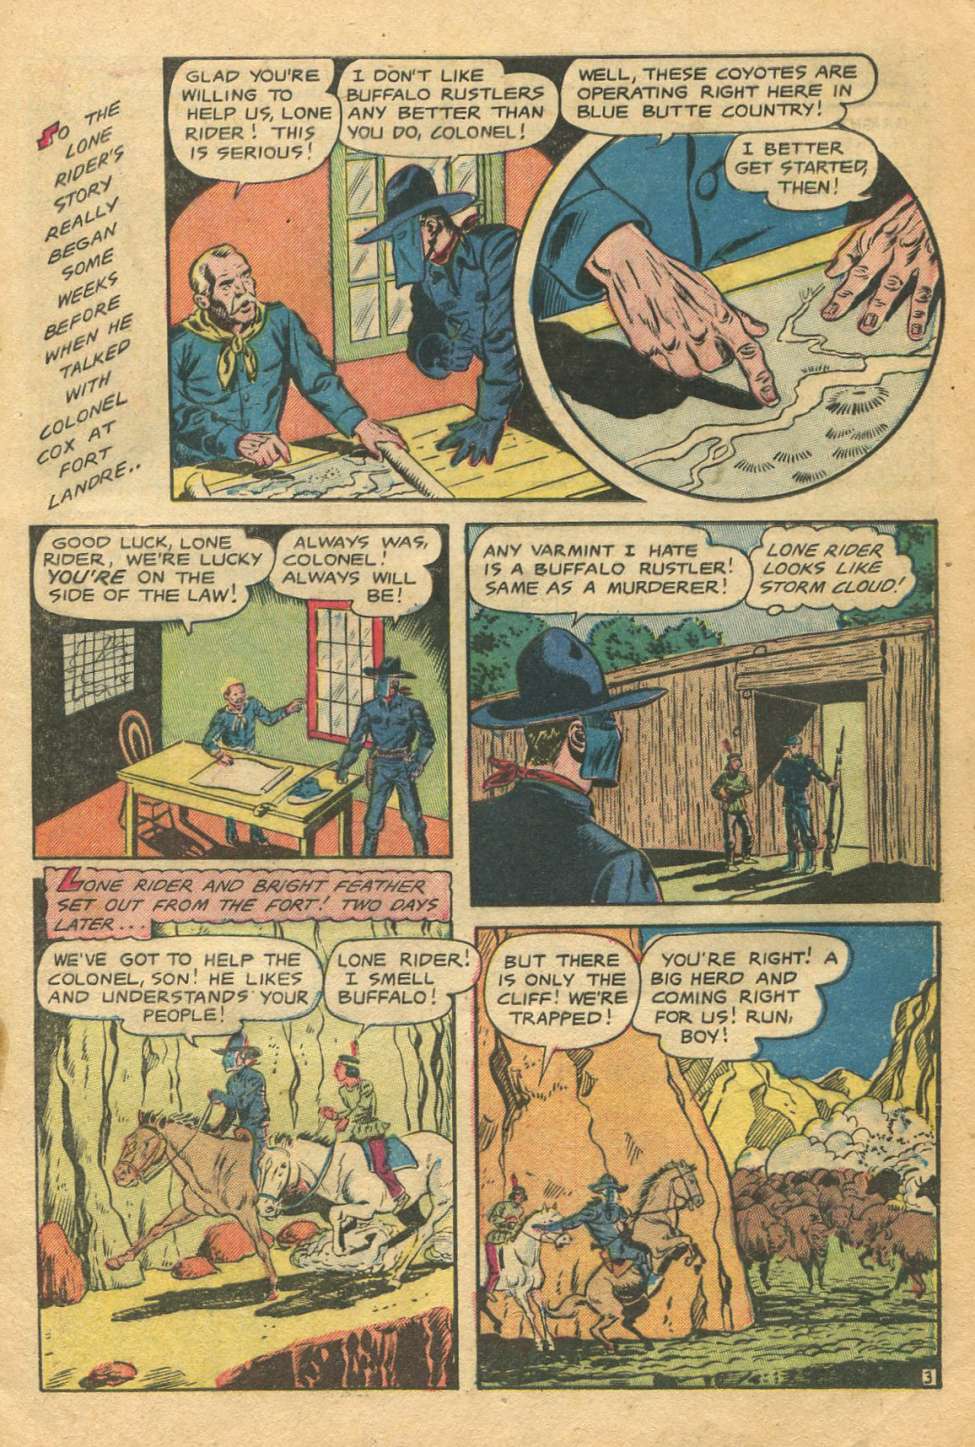 SO THE
LONE
RIDER'S
STORY
REALLY
BEGAN
SOME
WEEKS
BEFORE
WHEN HE
TALKED
WITH
COLONEL
COX AT
FORT
LANDRE..
GLAD YOU'RE
WILLING TO
HELP US, LONE
RIDER! THIS
IS SERIOUS!
I DON'T LIKE
BUFFALO RUSTLERS
ANY BETTER THAN
YOU DO, COLONEL!
WELL, THESE COYOTES ARE
OPERATING RIGHT HERE IN
BLUE BUTTE COUNTRY!
I BETTER
GET STARTED,
THEN!
GOOD LUCK, LONE
RIDER, WE'RE LUCKY
YOU'RE ON THE
SIDE OF THE LAW!
ALWAYS WAS,
COLONEL!
ALWAYS WILL
BE!
ANY VARMINT I HATE
IS A BUFFALO RUSTLER!
SAME AS A MURDERER!
LONE RIDER
LOOKS LIKE
STORM CLOUD!
LONE RIDER AND BRIGHT FEATHER
SET OUT FROM THE FORT! TWO DAYS
LATER...
WE'VE GOT TO HELP THE
COLONEL, SON! HE LIKES
AND UNDERSTANDS YOUR
PEOPLE!
LONE RIDER!
I SMELL
BUFFALO!
BUT THERE
IS ONLY THE
CLIFF! WE'RE
TRAPPED!
YOU'RE RIGHT! A
BIG HERD AND
COMING RIGHT
FOR US! RUN,
BOY!
3